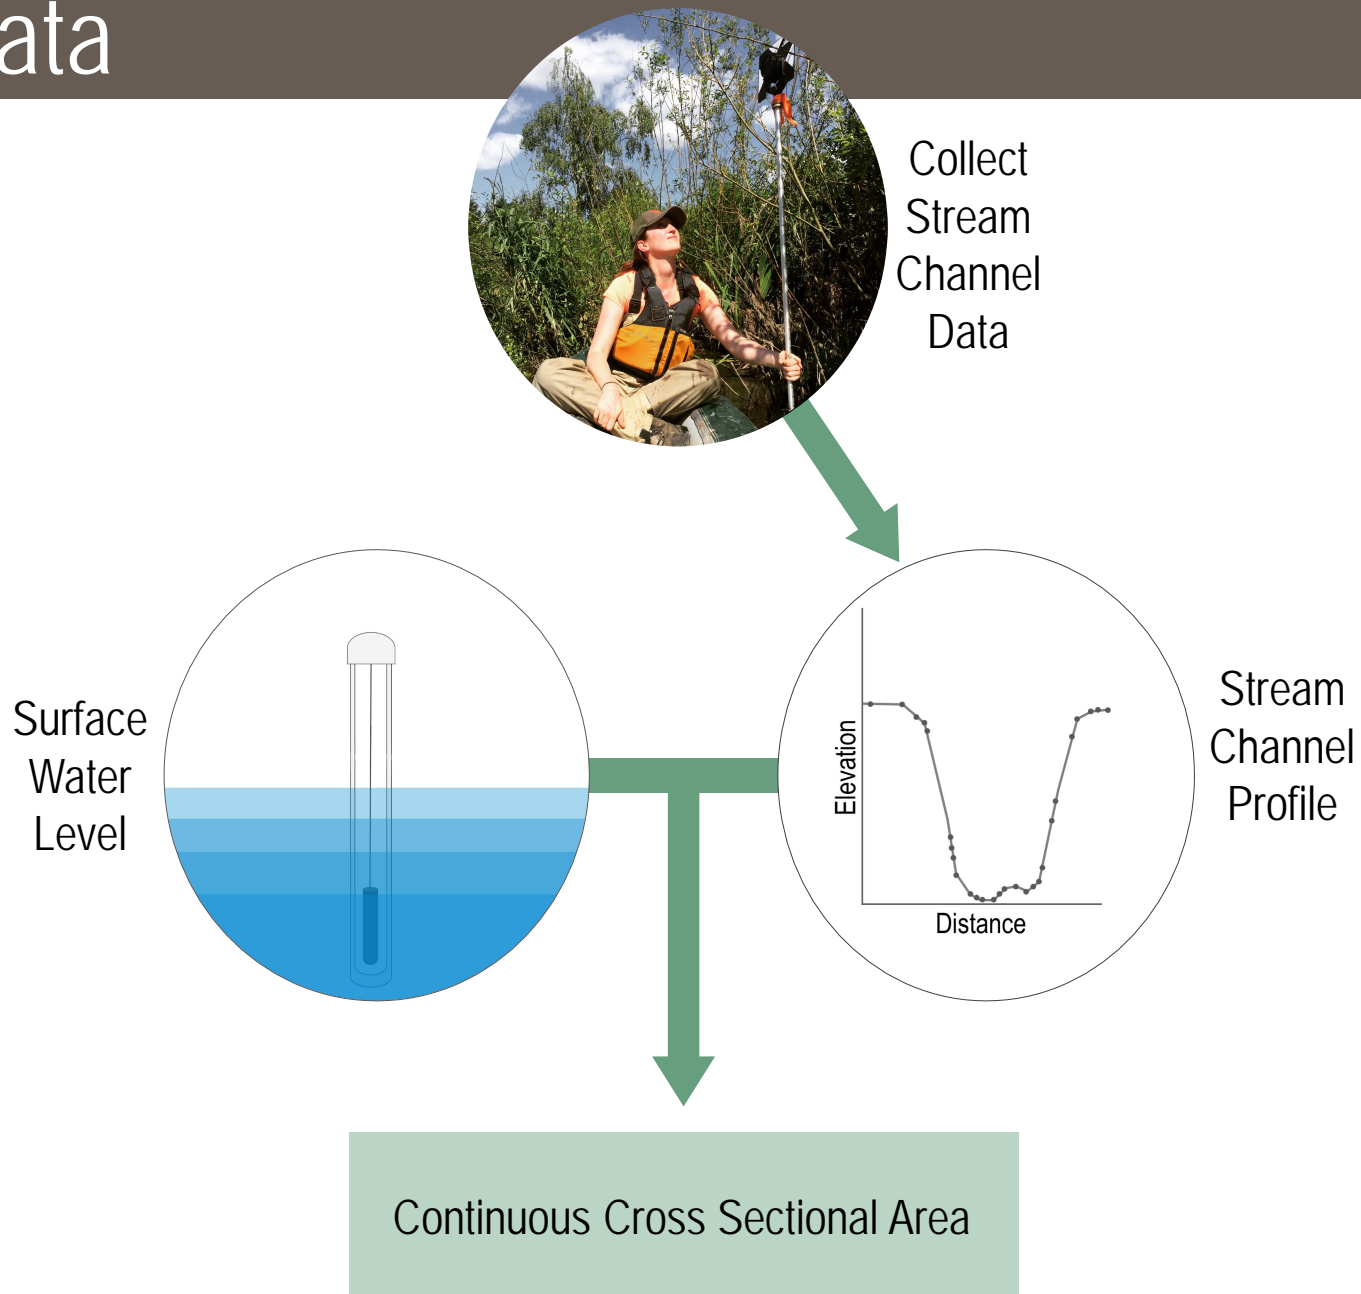 ata
Collect
Stream
Channel
Data
Surface
Water
Level
Elevation
Distance
Stream
Channel
Profile
Continuous Cross Sectional Area